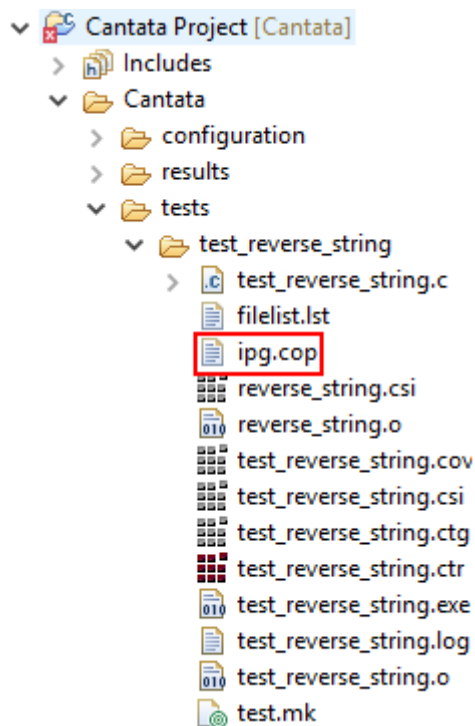 Cantata Project [Cantata]
Includes
Cantata
configuration
results
tests
test_reverse_string
test_reverse_string.c
filelist.lst
ipg.cop
reverse_string.csi
reverse_string.o
test_reverse_string.cov
test_reverse_string.csi
test_reverse_string.ctg
test_reverse_string.ctr
test_reverse_string.exe
test_reverse_string.log
test_reverse_string.o
test.mk